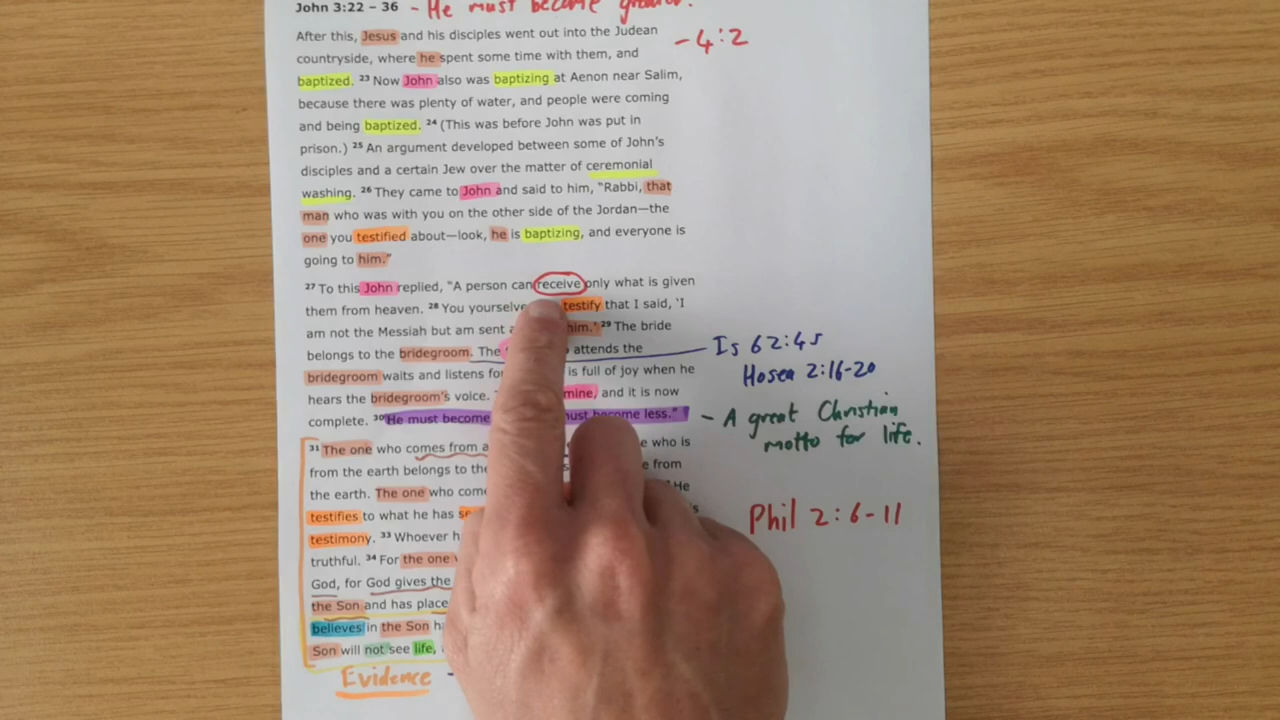 John 3:22 – 36 - He must become greater.
After this, Jesus and his disciples went out into the Judean
- 4:2
countryside, where he spent some time with them, and
baptized. 23 Now John also was baptizing at Aenon near Salim,
because there was plenty of water, and people were coming
and being baptized. 24 (This was before John was put in
prison.) 25 An argument developed between some of John's
disciples and a certain Jew over the matter of ceremonial
washing. 26 They came to John and said to him, "Rabbi, that
man who was with you on the other side of the Jordan—the
one you testified about—look, he is baptizing, and everyone is
going to him."
27 To this John replied, "A person can receive only what is given
them from heaven. 28 You yourselve testify that I said, 'I
am not the Messiah but am sent him.' 29 The bride
belongs to the bridegroom. The attends the
Is 62:45
bridegroom waits and listens for is full of joy when he
Hosea 2:16-20
hears the bridegroom's voice. mine, and it is now
complete. 30 He must become must become less."
- A great Christian
motto for life.
31 The one who comes from a e who is
from the earth belongs to the e from
the earth. The one who com He
testifies to what he has se s
Phil 2:6-11
testimony. 33 Whoever h
truthful. 34 For the one
God, for God gives the
the Son and has place
believes in the Son ha
Son will not see life,
Evidence